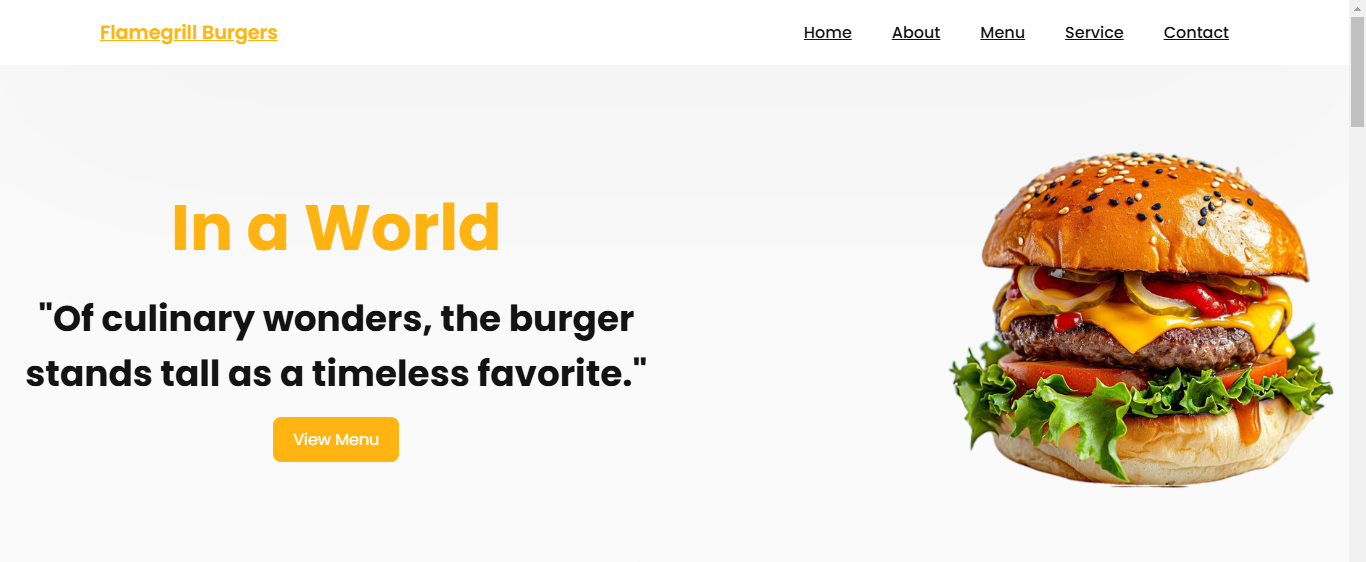 Flamegrill Burgers
Home About Menu Service Contact
In a World
"Of culinary wonders, the burger
stands tall as a timeless favorite."
View Menu